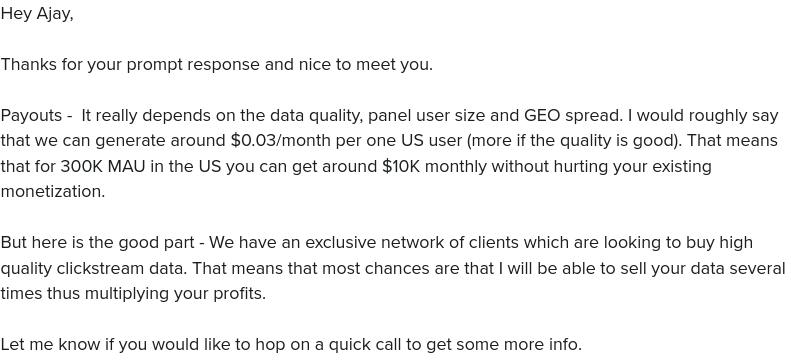 Hey Ajay,
Thanks for your prompt response and nice to meet you.
Payouts -  It really depends on the data quality, panel user size and GEO spread. I would roughly say
that we can generate around $0.03/month per one US user (more if the quality is good). That means
that for 300K MAU in the US you can get around $10K monthly without hurting your existing
monetization.
But here is the good part - We have an exclusive network of clients which are looking to buy high
quality clickstream data. That means that most chances are that I will be able to sell your data several
times thus multiplying your profits.
Let me know if you would like to hop on a quick call to get some more info.